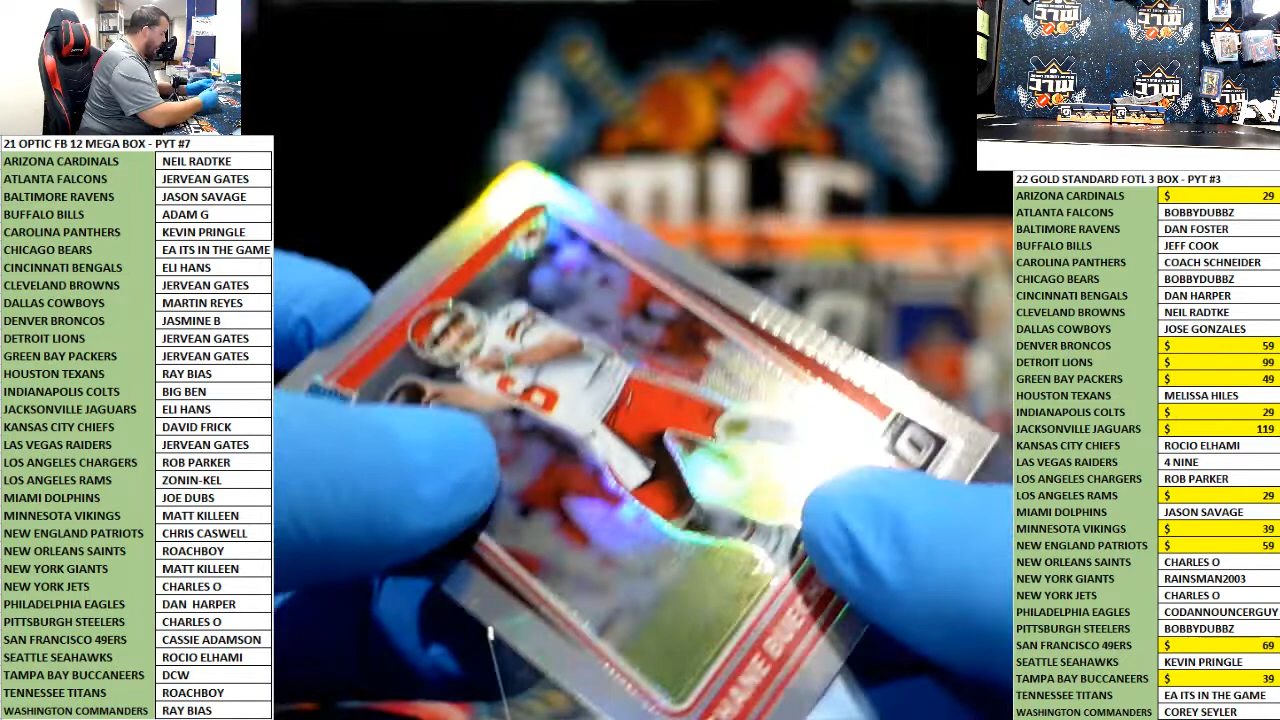 21 OPTIC FB 12 MEGA BOX - PYT #7
ARIZONA CARDINALS NEIL RADTKE
ATLANTA FALCONS JERVEAN GATES
BALTIMORE RAVENS JASON SAVAGE
BUFFALO BILLS ADAM G
CAROLINA PANTHERS KEVIN PRINGLE
CHICAGO BEARS EA ITS IN THE GAME
CINCINNATI BENGALS ELI HANS
CLEVELAND BROWNS JERVEAN GATES
DALLAS COWBOYS MARTIN REYES
DENVER BRONCOS JASMINE B
DETROIT LIONS JERVEAN GATES
GREEN BAY PACKERS JERVEAN GATES
HOUSTON TEXANS RAY BIAS
INDIANAPOLIS COLTS BIG BEN
JACKSONVILLE JAGUARS ELI HANS
KANSAS CITY CHIEFS DAVID FRICK
LAS VEGAS RAIDERS JERVEAN GATES
LOS ANGELES CHARGERS ROB PARKER
LOS ANGELES RAMS ZONIN-KEL
MIAMI DOLPHINS JOE DUBS
MINNESOTA VIKINGS MATT KILLEEN
NEW ENGLAND PATRIOTS CHRIS CASWELL
NEW ORLEANS SAINTS ROACHBOY
NEW YORK GIANTS MATT KILLEEN
NEW YORK JETS CHARLES O
PHILADELPHIA EAGLES DAN HARPER
PITTSBURGH STEELERS CHARLES O
SAN FRANCISCO 49ERS CASSIE ADAMSON
SEATTLE SEAHAWKS ROCIO ELHAMI
TAMPA BAY BUCCANEERS DCW
TENNESSEE TITANS ROACHBOY
WASHINGTON COMMANDERS RAY BIAS
22 GOLD STANDARD FOTL 3 BOX - PYT #3
ARIZONA CARDINALS $ 29
ATLANTA FALCONS BOBBYDUBBZ
BALTIMORE RAVENS DAN FOSTER
BUFFALO BILLS JEFF COOK
CAROLINA PANTHERS COACH SCHNEIDER
CHICAGO BEARS BOBBYDUBBZ
CINCINNATI BENGALS DAN HARPER
CLEVELAND BROWNS NEIL RADTKE
DALLAS COWBOYS JOSE GONZALES
DENVER BRONCOS $ 59
DETROIT LIONS $ 99
GREEN BAY PACKERS $ 49
HOUSTON TEXANS MELISSA HILES
INDIANAPOLIS COLTS $ 29
JACKSONVILLE JAGUARS $ 119
KANSAS CITY CHIEFS ROCIO ELHAMI
LAS VEGAS RAIDERS 4 NINE
LOS ANGELES CHARGERS ROB PARKER
LOS ANGELES RAMS $ 29
MIAMI DOLPHINS JASON SAVAGE
MINNESOTA VIKINGS $ 39
NEW ENGLAND PATRIOTS $ 59
NEW ORLEANS SAINTS CHARLES O
NEW YORK GIANTS RAINSMAN2003
NEW YORK JETS CHARLES O
PHILADELPHIA EAGLES CODANNOUNCERGUY
PITTSBURGH STEELERS BOBBYDUBBZ
SAN FRANCISCO 49ERS $ 69
SEATTLE SEAHAWKS KEVIN PRINGLE
TAMPA BAY BUCCANEERS $ 39
TENNESSEE TITANS EA ITS IN THE GAME
WASHINGTON COMMANDERS COREY SEYLER